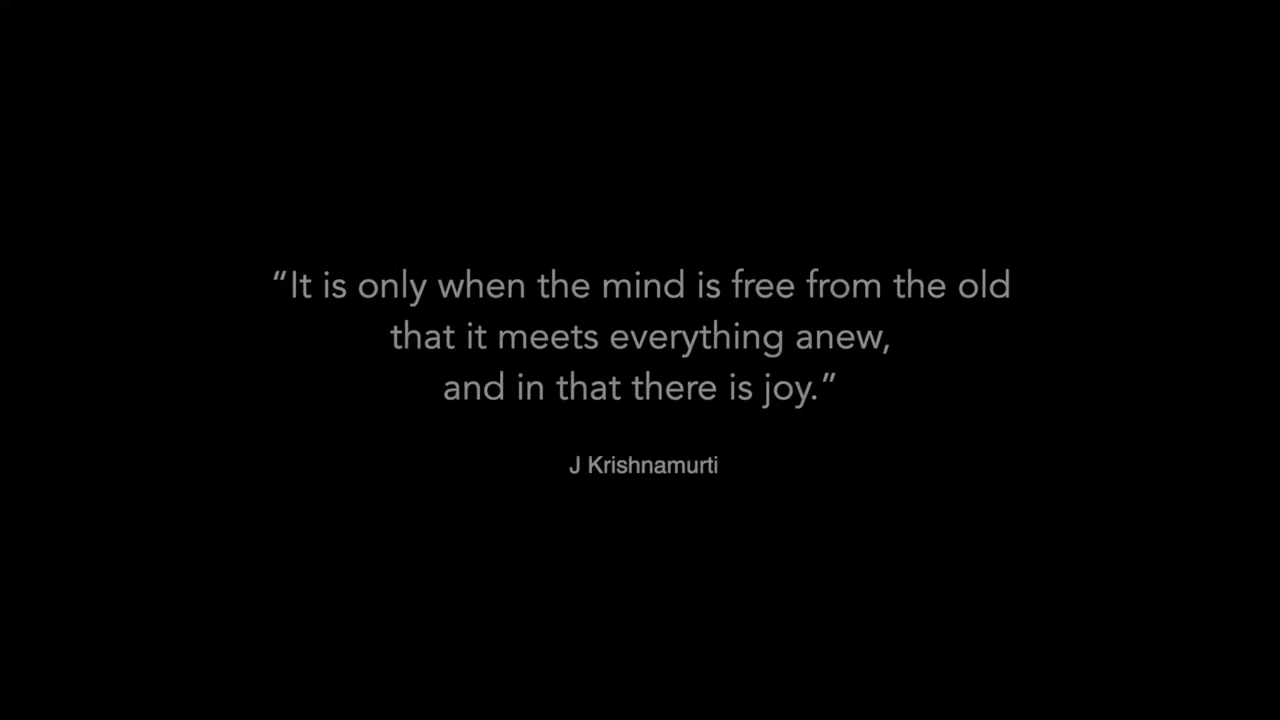 “It is only when the mind is free from the old
that it meets everything anew,
and in that there is joy.”
J Krishnamurti